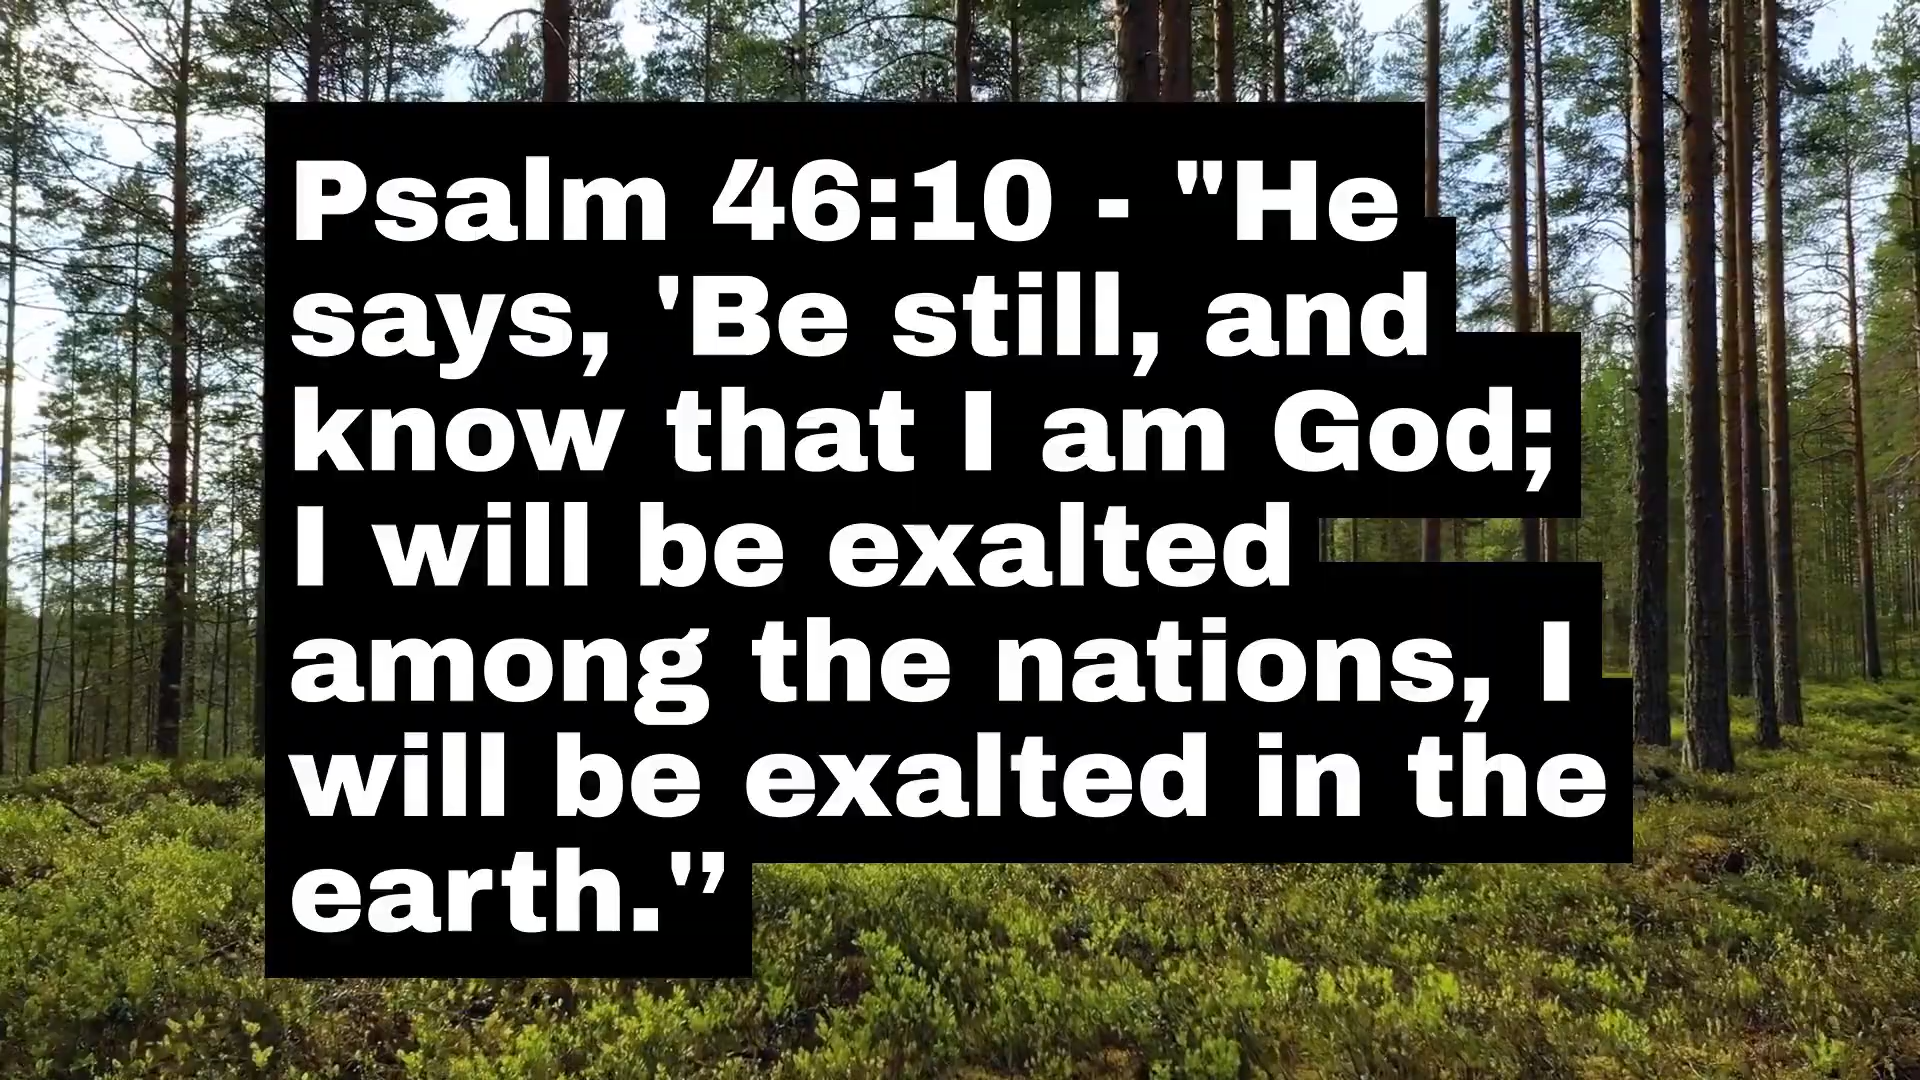 Psalm 46:10 - "He
says, 'Be still, and
know that I am God;
I will be exalted
among the nations, I
will be exalted in the
earth.'’